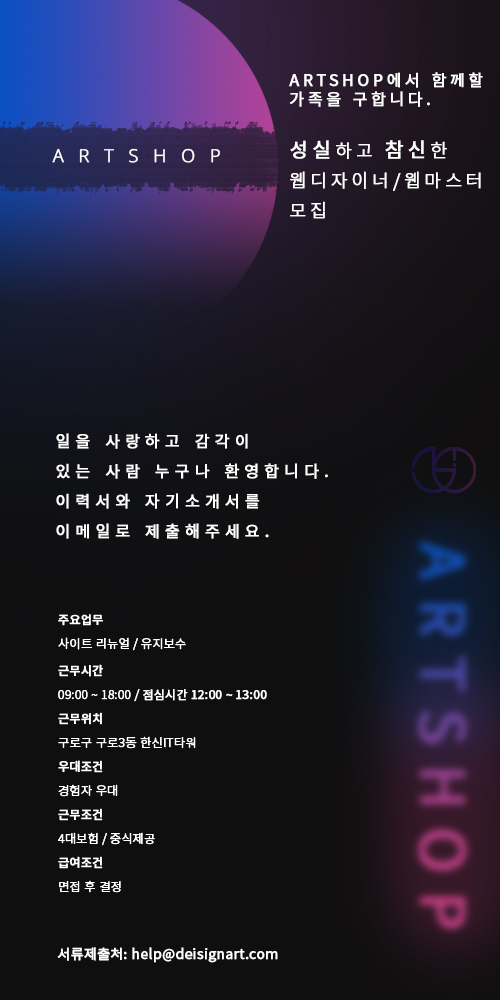 ARTSHOP에서 함께할
가족을 구합니다.
ARTSHOP
성실하고 참신한
웹디자이너/웹마스터
모집
일을 사랑하고 감각이
있는 사람 누구나 환영합니다.
이력서와 자기소개서를
이메일로 제출해주세요.
ARTSHOP
주요업무
사이트 리뉴얼 / 유지보수
근무시간
09:00 ~ 18:00 / 점심시간 12:00 ~ 13:00
근무위치
구로구 구로3동 한신IT타워
우대조건
경험자 우대
근무조건
4대보험 / 중식제공
급여조건
면접 후 결정
서류제출처: help@deisignart.com